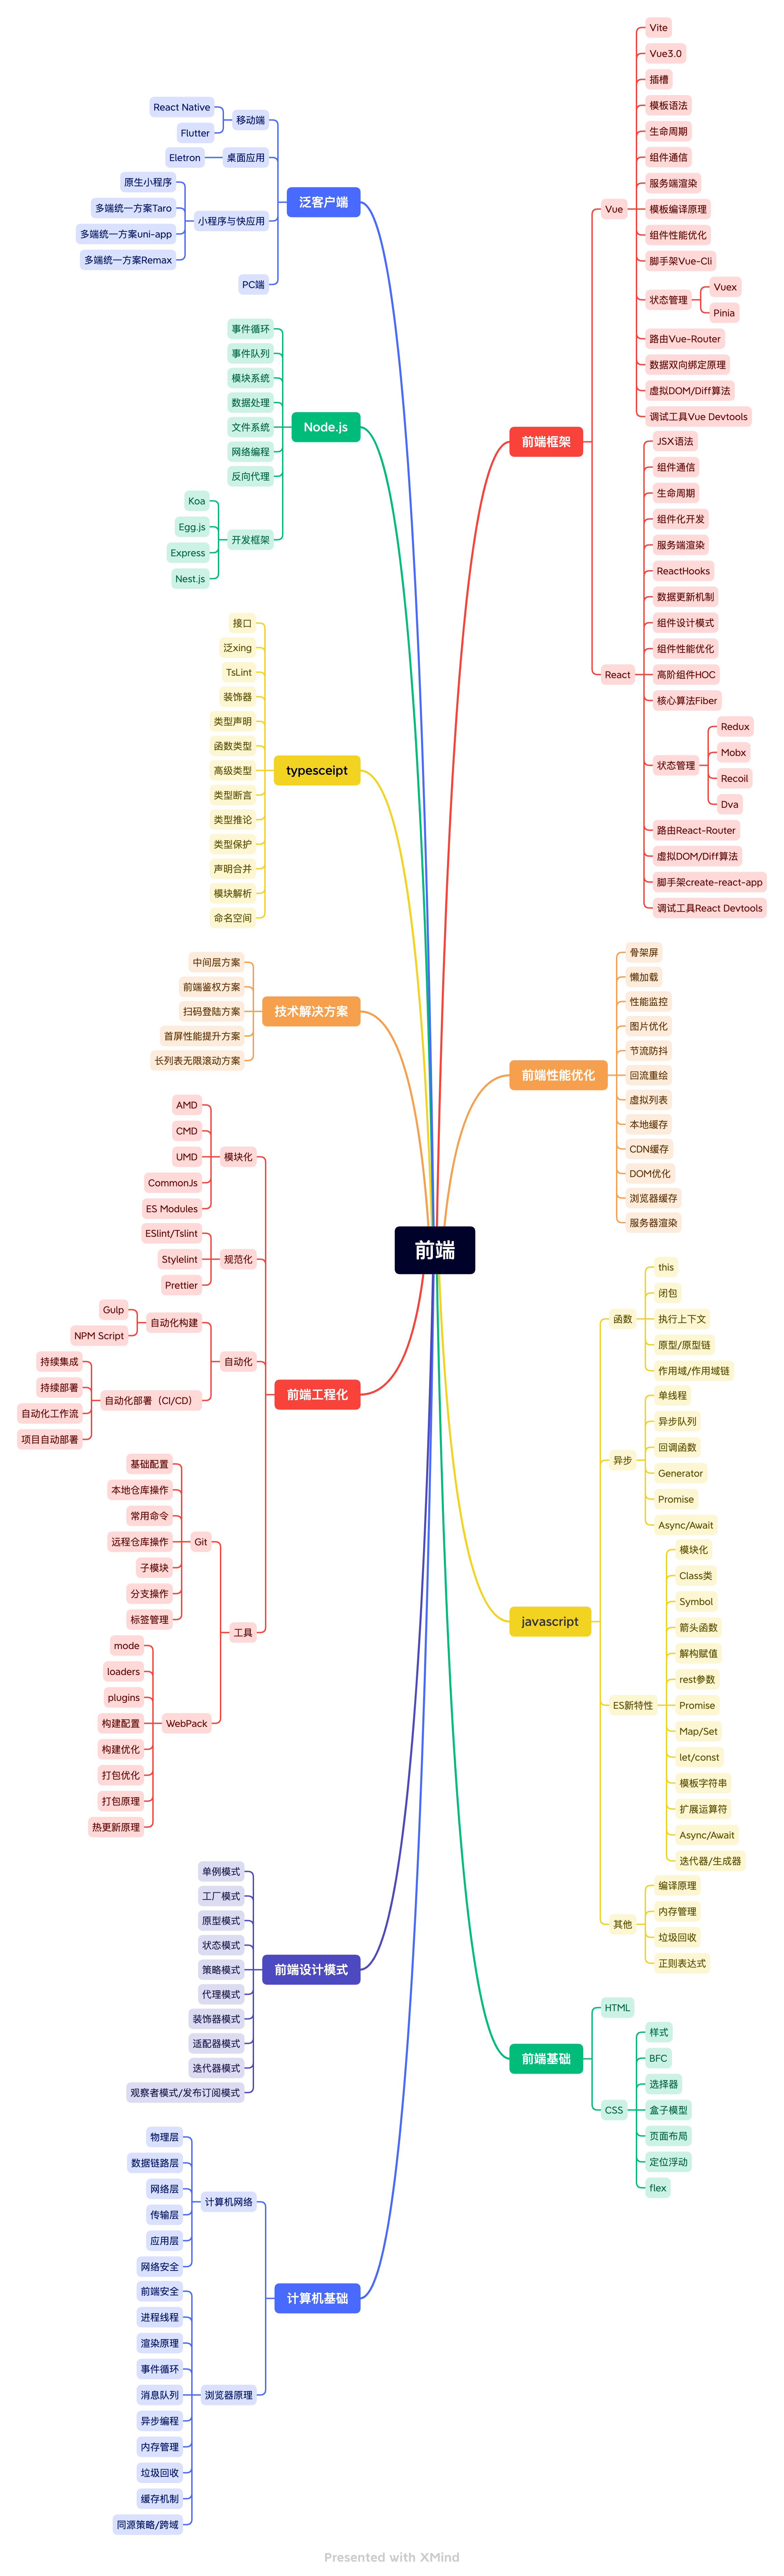 前端
前端框架
Vue
Vite
Vue3.0
插槽
模板语法
生命周期
组件通信
服务端渲染
模板编译原理
组件性能优化
脚手架Vue-Cli
状态管理
Vuex
Pinia
路由Vue-Router
数据双向绑定原理
虚拟DOM/Diff算法
调试工具Vue Devtools
React
JSX语法
组件通信
生命周期
组件化开发
服务端渲染
ReactHooks
数据更新机制
组件设计模式
组件性能优化
高阶组件HOC
核心算法Fiber
状态管理
Redux
Mobx
Recoil
Dva
路由React-Router
虚拟DOM/Diff算法
脚手架create-react-app
调试工具React Devtools
前端性能优化
骨架屏
懒加载
性能监控
图片优化
节流防抖
回流重绘
虚拟列表
本地缓存
CDN缓存
DOM优化
浏览器缓存
服务器渲染
javascript
函数
this
闭包
执行上下文
原型/原型链
作用域/作用域链
异步
单线程
异步队列
回调函数
Generator
Promise
Async/Await
ES新特性
模块化
Class类
Symbol
箭头函数
解构赋值
rest参数
Promise
Map/Set
let/const
模板字符串
扩展运算符
Async/Await
迭代器/生成器
其他
编译原理
内存管理
垃圾回收
正则表达式
前端基础
HTML
CSS
样式
BFC
选择器
盒子模型
页面布局
定位浮动
flex
泛客户端
移动端
React Native
Flutter
桌面应用
Eletron
小程序与快应用
原生小程序
多端统一方案Taro
多端统一方案uni-app
多端统一方案Remax
PC端
Node.js
事件循环
事件队列
模块系统
数据处理
文件系统
网络编程
反向代理
开发框架
Koa
Egg.js
Express
Nest.js
typesceipt
接口
泛xing
TsLint
装饰器
类型声明
函数类型
高级类型
类型断言
类型推论
类型保护
声明合并
模块解析
命名空间
技术解决方案
中间层方案
前端鉴权方案
扫码登陆方案
首屏性能提升方案
长列表无限滚动方案
前端工程化
模块化
AMD
CMD
UMD
CommonJs
ES Modules
规范化
ESlint/Tslint
Stylelint
Prettier
自动化
自动化构建
Gulp
NPM Script
自动化部署（CI/CD）
持续集成
持续部署
自动化工作流
项目自动部署
工具
Git
基础配置
本地仓库操作
常用命令
远程仓库操作
子模块
分支操作
标签管理
WebPack
mode
loaders
plugins
构建配置
构建优化
打包优化
打包原理
热更新原理
前端设计模式
单例模式
工厂模式
原型模式
状态模式
策略模式
代理模式
装饰器模式
适配器模式
迭代器模式
观察者模式/发布订阅模式
计算机基础
计算机网络
物理层
数据链路层
网络层
传输层
应用层
网络安全
浏览器原理
前端安全
进程线程
渲染原理
事件循环
消息队列
异步编程
内存管理
垃圾回收
缓存机制
同源策略/跨域
Presented with XMind